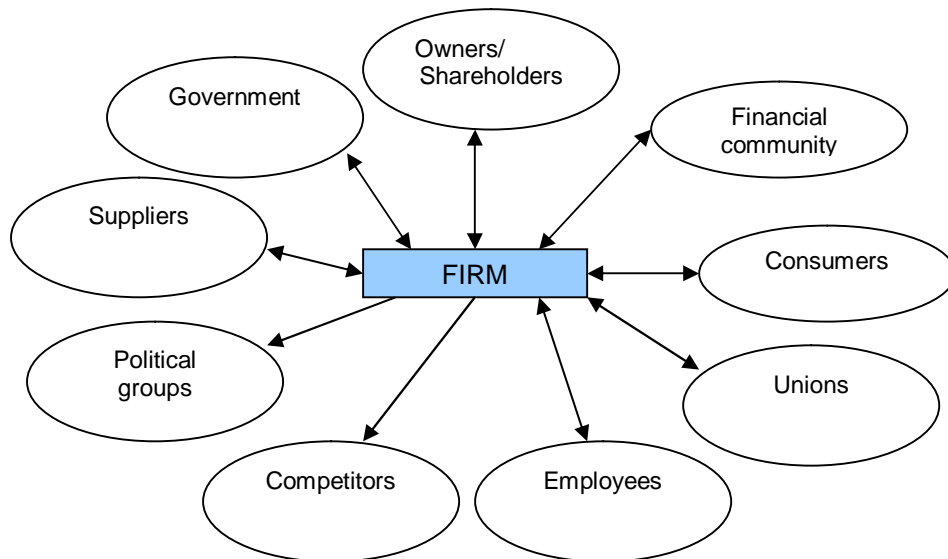 Owners/
Shareholders
Government
Financial
community
Suppliers
FIRM
Consumers
Political
groups
Unions
Competitors
Employees